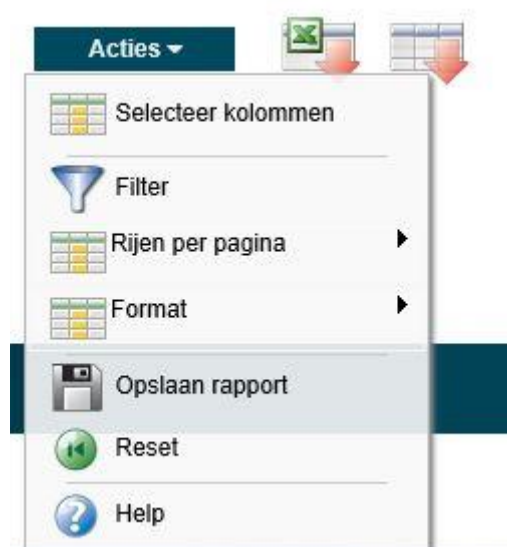 Acties
Selecteer kolommen
Filter
Rijen per pagina
Format
Opslaan rapport
Reset
Help